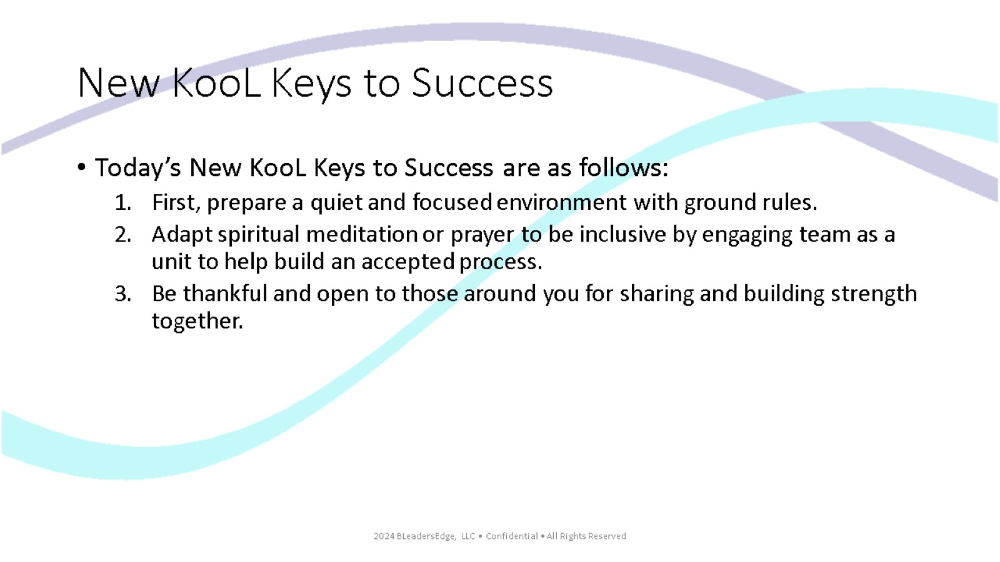 New KooL Keys to Success
• Today’s New KooL Keys to Success are as follows:
1. First, prepare a quiet and focused environment with ground rules.
2. Adapt spiritual meditation or prayer to be inclusive by engaging team as a
unit to help build an accepted process.
3. Be thankful and open to those around you for sharing and building strength
together.
2024 BLeadersEdge, LLC • Confidential • All Rights Reserved